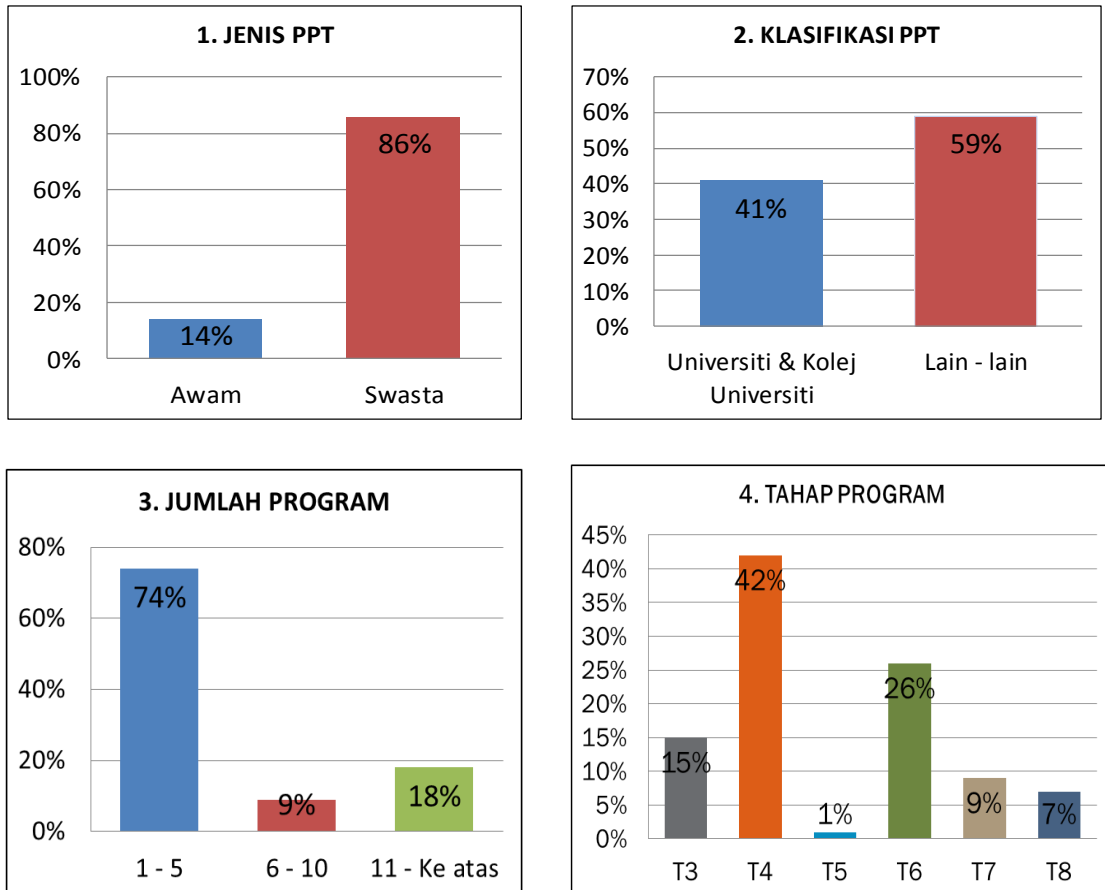 1. JENIS PPT
100%
80%
60%
40%
20%
0%
14%
86%
Awam
Swasta
2. KLASIFIKASI PPT
70%
60%
50%
40%
30%
20%
10%
0%
41%
59%
Universiti & Kolej
Universiti
Lain - lain
3. JUMLAH PROGRAM
80%
60%
40%
20%
0%
74%
9%
18%
1 - 5
6 - 10
11 - Ke atas
4. TAHAP PROGRAM
45%
40%
35%
30%
25%
20%
15%
10%
5%
0%
15%
42%
1%
26%
9%
7%
T3
T4
T5
T6
T7
T8